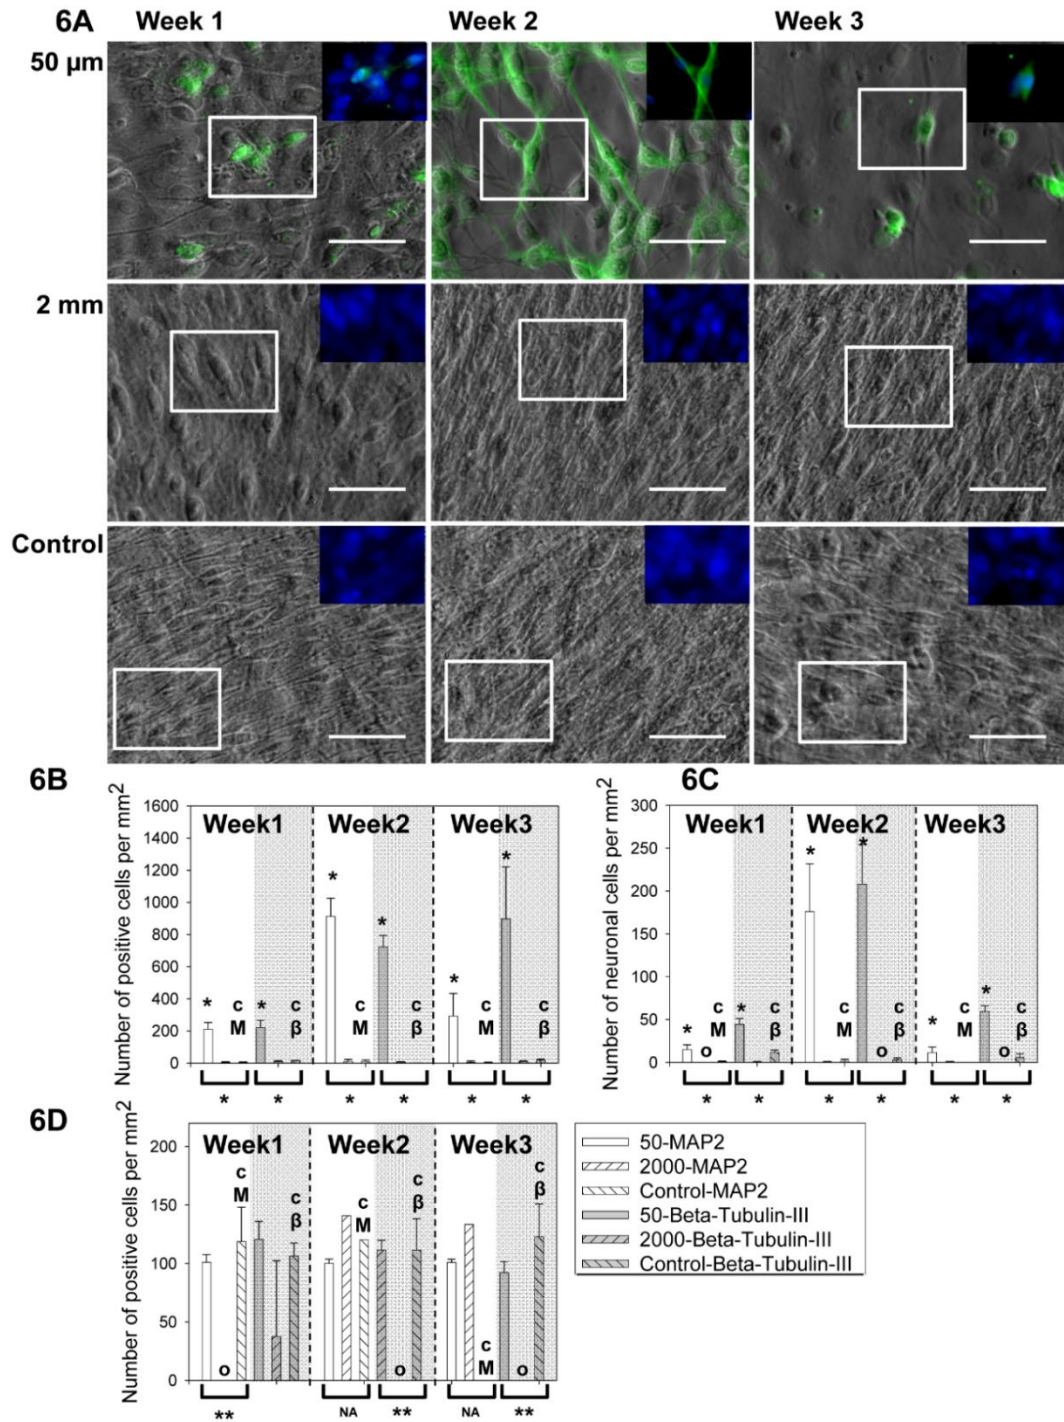 6A Week 1 Week 2 Week 3
50 µm
2 mm
Control
6B
Number of positive cells per mm2
1600
1400
1200
1000
800
600
400
200
0
Week1 Week2 Week3
* * * * * *
c c c c c c
M β M β M β
* * * * * *
6C
Number of neuronal cells per mm2
300
250
200
150
100
50
0
Week1 Week2 Week3
* * * * * *
c c c c c c
M β M β M β
o o o
* * * * * *
6D
Number of positive cells per mm2
200
150
100
50
0
Week1 Week2 Week3
c c c c c c
M β M β M β
o o o
** NA ** NA **
50-MAP2
2000-MAP2
Control-MAP2
50-Beta-Tubulin-III
2000-Beta-Tubulin-III
Control-Beta-Tubulin-III